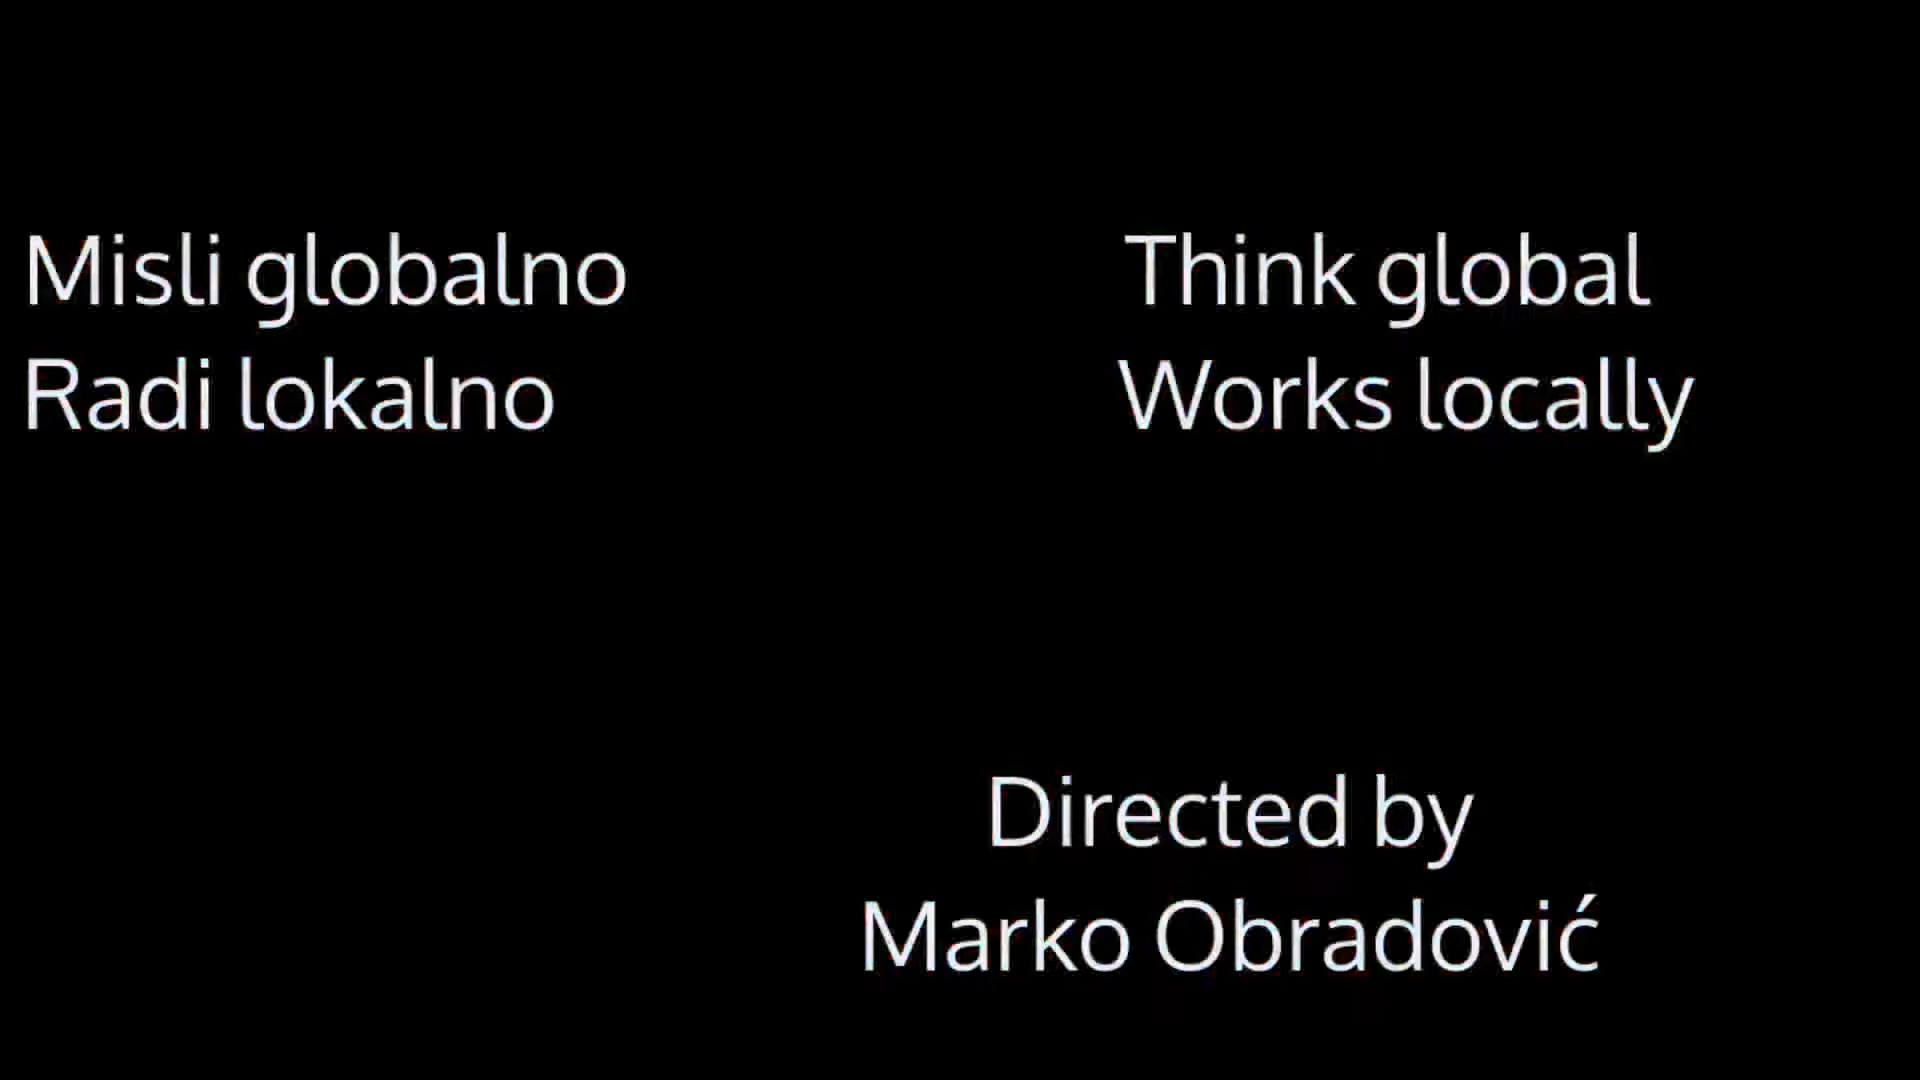 Misli globalno
Radi lokalno
Think global
Works locally
Directed by
Marko Obradović